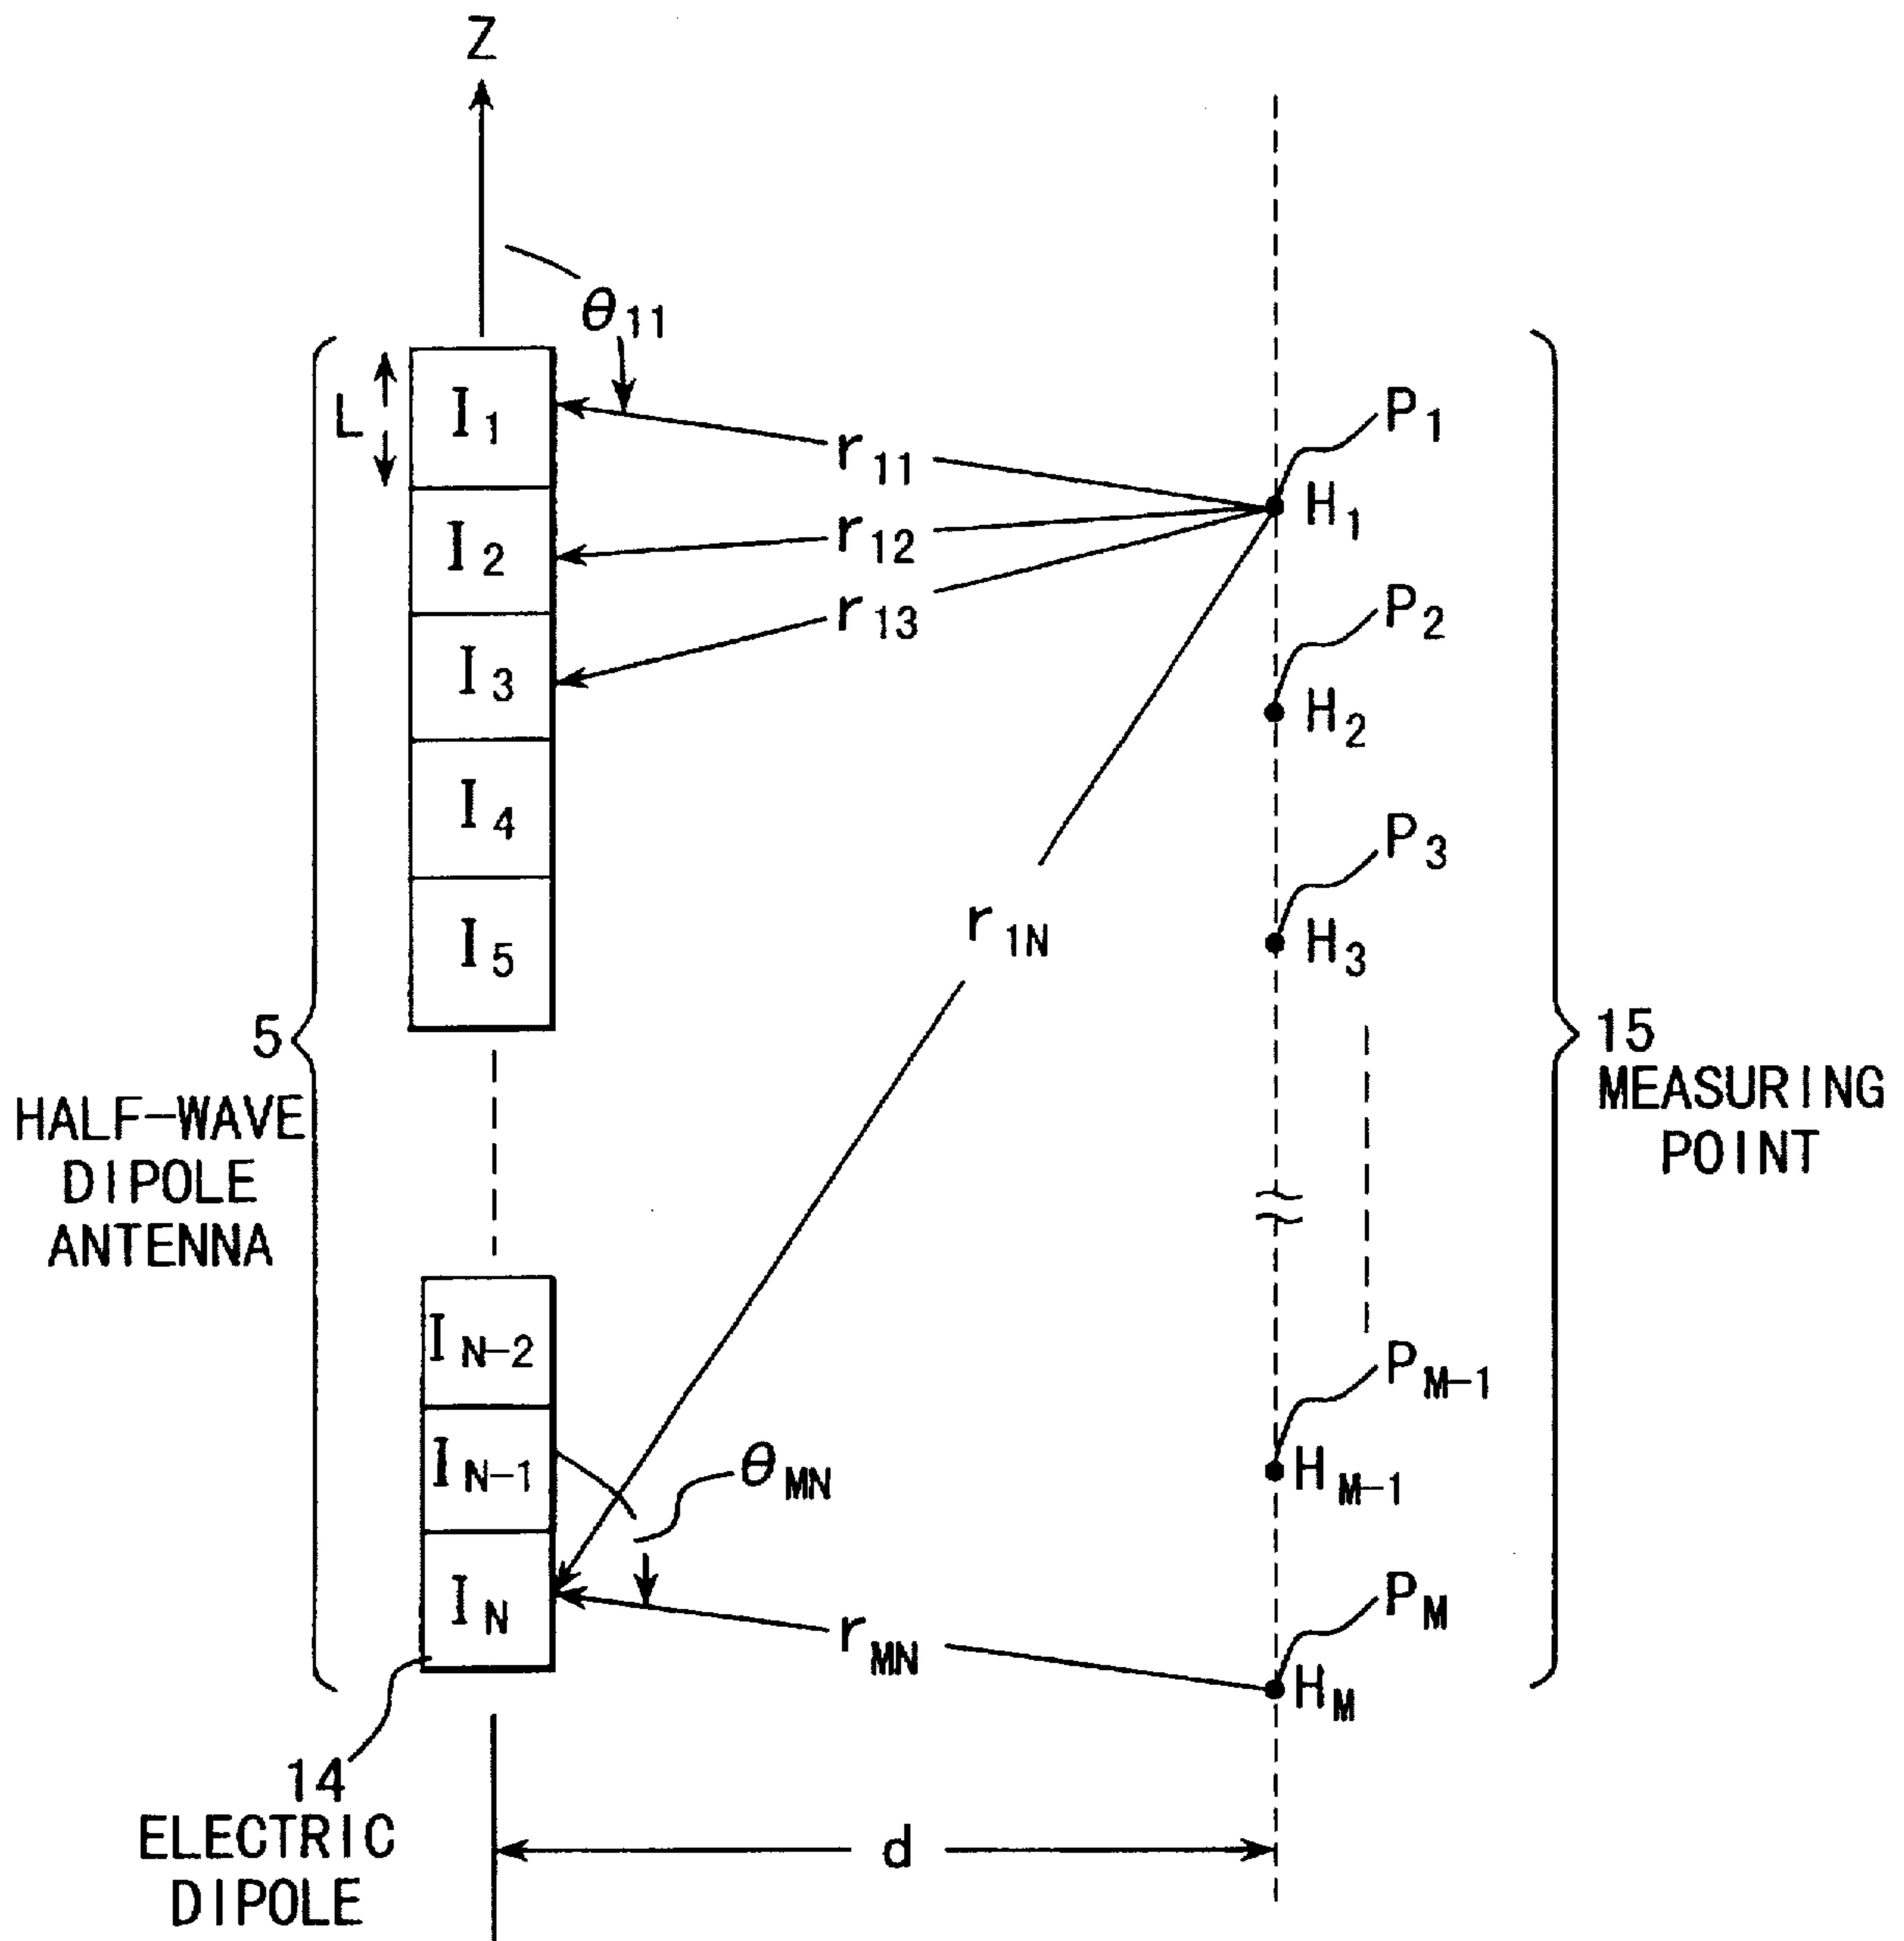 Z
θ11
L
I1
I2
I3
I4
I5
r11
r12
r13
r1N
P1
H1
P2
H2
P3
H3
5
HALF-WAVE
DIPOLE
ANTENNA
15
MEASURING
POINT
IN-2
IN-1
IN
θMN
rMN
PM-1
HM-1
PM
HM
14
ELECTRIC
DIPOLE
d